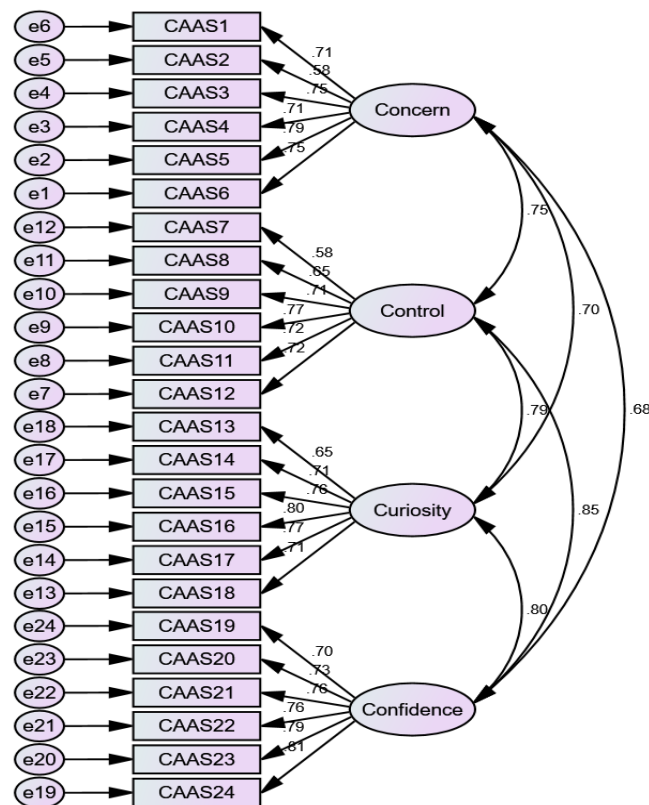 e6 CAAS1
.71
e5 CAAS2
.58
e4 CAAS3
.75
Concern
e3 CAAS4
.71
.79
e2 CAAS5
.75
e1 CAAS6
.75
e12 CAAS7
.58
e11 CAAS8
.65
e10 CAAS9
.71
.77
Control
.70
e9 CAAS10
.72
e8 CAAS11
.72
e7 CAAS12
.79
.68
e18 CAAS13
.65
e17 CAAS14
.71
e16 CAAS15
.76
.80
Curiosity
.85
e15 CAAS16
.77
e14 CAAS17
.71
e13 CAAS18
.80
e24 CAAS19
.70
e23 CAAS20
.73
e22 CAAS21
.76
.76
Confidence
e21 CAAS22
.79
e20 CAAS23
.81
e19 CAAS24